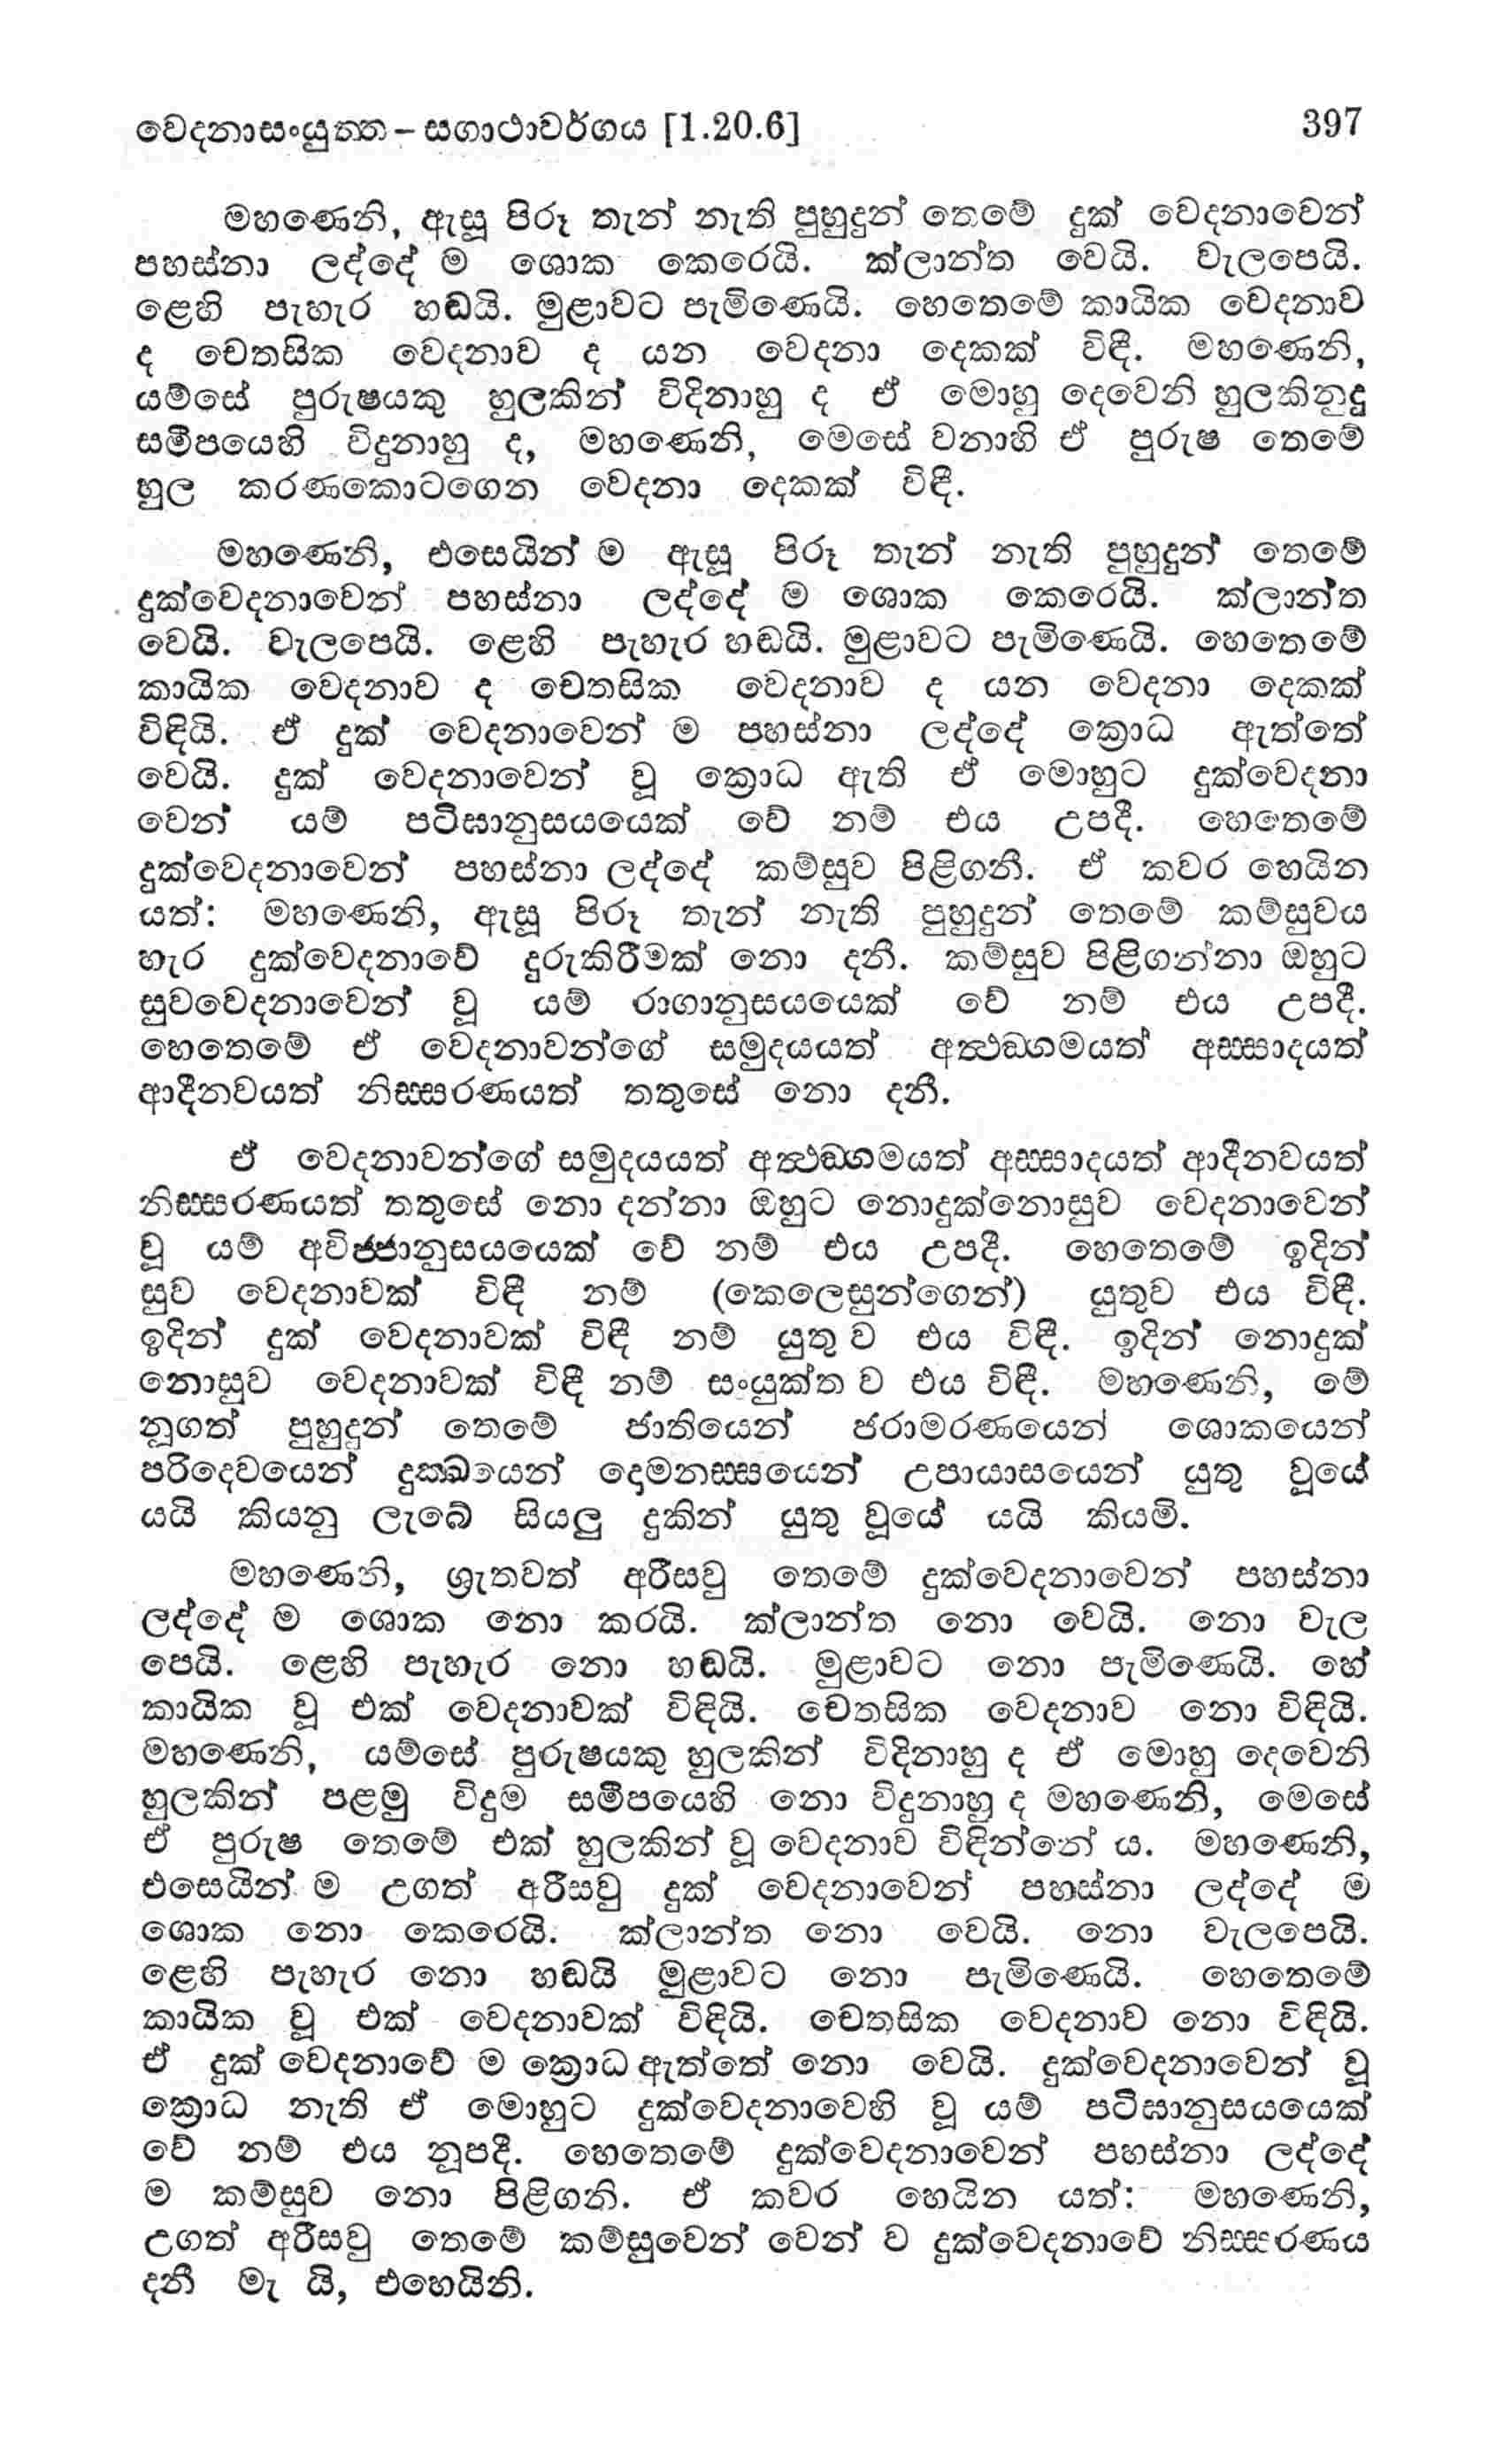 වෙදනාසංයුත්ත – සගාථාවර්ගය [1.20.6] 397
මහණෙනි, ඇසූ පිරූ තැන් නැති පුහුදුන් තෙමේ දුක් වෙදනාවෙන්
පහස්නා ලද්දේ ම ශොක කෙරෙයි. ක්ලාන්ත වෙයි. වැලපෙයි.
ළෙහි පැහැර හඬයි. මුළාවට පැමිණෙයි. හෙතෙමේ කායික වෙදනාව
ද චෙතසික වෙදනාව ද යන වෙදනා දෙකක් විඳී. මහණෙනි,
යම්සේ පුරුෂයකු හුලකින් විදිනාහු ද ඒ මොහු දෙවෙනි හුලකිනුදු
සමීපයෙහි විදුනාහු ද, මහණෙනි, මෙසේ වනාහි ඒ පුරුෂ තෙමේ
හුල කරණකොටගෙන වෙදනා දෙකක් විඳී.
මහණෙනි, එසෙයින් ම ඇසූ පිරූ තැන් නැති පුහුදුන් තෙමේ
දුක්වෙදනාවෙන් පහස්නා ලද්දේ ම ශොක කෙරෙයි. ක්ලාන්ත
වෙයි. වැලපෙයි. ළෙහි පැහැර හඬයි. මුළාවට පැමිණෙයි. හෙතෙමේ
කායික වෙදනාව ද චෙතසික වෙදනාව ද යන වෙදනා දෙකක්
විඳියි. ඒ දුක් වෙදනාවෙන් ම පහස්නා ලද්දේ ක්‍රොධ ඇත්තේ
වෙයි. දුක් වෙදනාවෙන් වූ ක්‍රොධ ඇති ඒ මොහුට දුක්වෙදනා
වෙන් යම් පටිඝානුසයයෙක් වේ නම් එය උපදී. හෙතෙමේ
දුක්වෙදනාවෙන් පහස්නා ලද්දේ කම්සුව පිළිගනී. ඒ කවර හෙයින
යත්: මහණෙනි, ඇසූ පිරූ තැන් නැති පුහුදුන් තෙමේ කම්සුවය
හැර දුක්වෙදනාවේ දුරුකිරීමක් නො දනී. කම්සුව පිළිගන්නා ඔහුට
සුවවෙදනාවෙන් වූ යම් රාගානුසයයෙක් වේ නම් එය උපදී.
හෙතෙමේ ඒ වෙදනාවන්ගේ සමුදයයත් අත්ථඞ්ගමයත් අස්සාදයත්
ආදීනවයත් නිස්සරණයත් තතුසේ නො දනී.
ඒ වෙදනාවන්ගේ සමුදයයත් අත්ථඞ්ගමයත් අස්සාදයත් ආදීනවයත්
නිස්සරණයත් තතුසේ නො දන්නා ඔහුට නොදුක්නොසුව වෙදනාවෙන්
වූ යම් අවිජ්ජානුසයයෙක් වේ නම් එය උපදී. හෙතෙමේ ඉදින්
සුව වෙදනාවක් විඳී නම් (කෙලෙසුන්ගෙන්) යුතුව එය විඳී.
ඉදින් දුක් වෙදනාවක් විඳී නම් යුතු ව එය විඳී. ඉදින් නොදුක්
නොසුව වෙදනාවක් විඳී නම් සංයුක්ත ව එය විඳී. මහණෙනි, මේ
නූගත් පුහුදුන් තෙමේ ජාතියෙන් ජරාමරණයෙන් ශොකයෙන්
පරිදෙවයෙන් දුක්ඛයෙන් දොමනස්සයෙන් උපායාසයෙන් යුතු වූයේ
යයි කියනු ලැබේ සියලු දුකින් යුතු වූයේ යයි කියමි.
මහණෙනි, ශ්‍රුතවත් අරීසවු තෙමේ දුක්වෙදනාවෙන් පහස්නා
ලද්දේ ම ශොක නො කරයි. ක්ලාන්ත නො වෙයි. නො වැල
පෙයි. ළෙහි පැහැර නො හඬයි. මුළාවට නො පැමිණෙයි. හේ
කායික වූ එක් වෙදනාවක් විඳියි. චෙතසික වෙදනාව නො විඳියි.
මහණෙනි, යම්සේ පුරුෂයකු හුලකින් විදිනාහු ද ඒ මොහු දෙවෙනි
හුලකින් පළමු විදුම සමීපයෙහි නො විදුනාහු ද මහණෙනි, මෙසේ
ඒ පුරුෂ තෙමේ එක් හුලකින් වූ වෙදනාව විඳින්නේ ය. මහණෙනි,
එසෙයින් ම උගත් අරීසවු දුක් වෙදනාවෙන් පහස්නා ලද්දේ ම
ශොක නො කෙරෙයි. ක්ලාන්ත නො වෙයි. නො වැලපෙයි.
ළෙහි පැහැර නො හඬයි මුළාවට නො පැමිණෙයි. හෙතෙමේ
කායික වූ එක් වෙදනාවක් විඳියි. චෙතසික වෙදනාව නො විඳියි.
ඒ දුක් වෙදනාවේ ම ක්‍රොධ ඇත්තේ නො වෙයි. දුක්වෙදනාවෙන් වූ
ක්‍රොධ නැති ඒ මොහුට දුක්වෙදනාවෙහි වූ යම් පටිඝානුසයයෙක්
වේ නම් එය නූපදී. හෙතෙමේ දුක්වෙදනාවෙන් පහස්නා ලද්දේ
ම කම්සුව නො පිළිගනී. ඒ කවර හෙයින යත්: මහණෙනි,
උගත් අරීසවු තෙමේ කම්සුවෙන් වෙන් ව දුක්වෙදනාවේ නිස්සරණය
දනී මැ යි, එහෙයිනි.